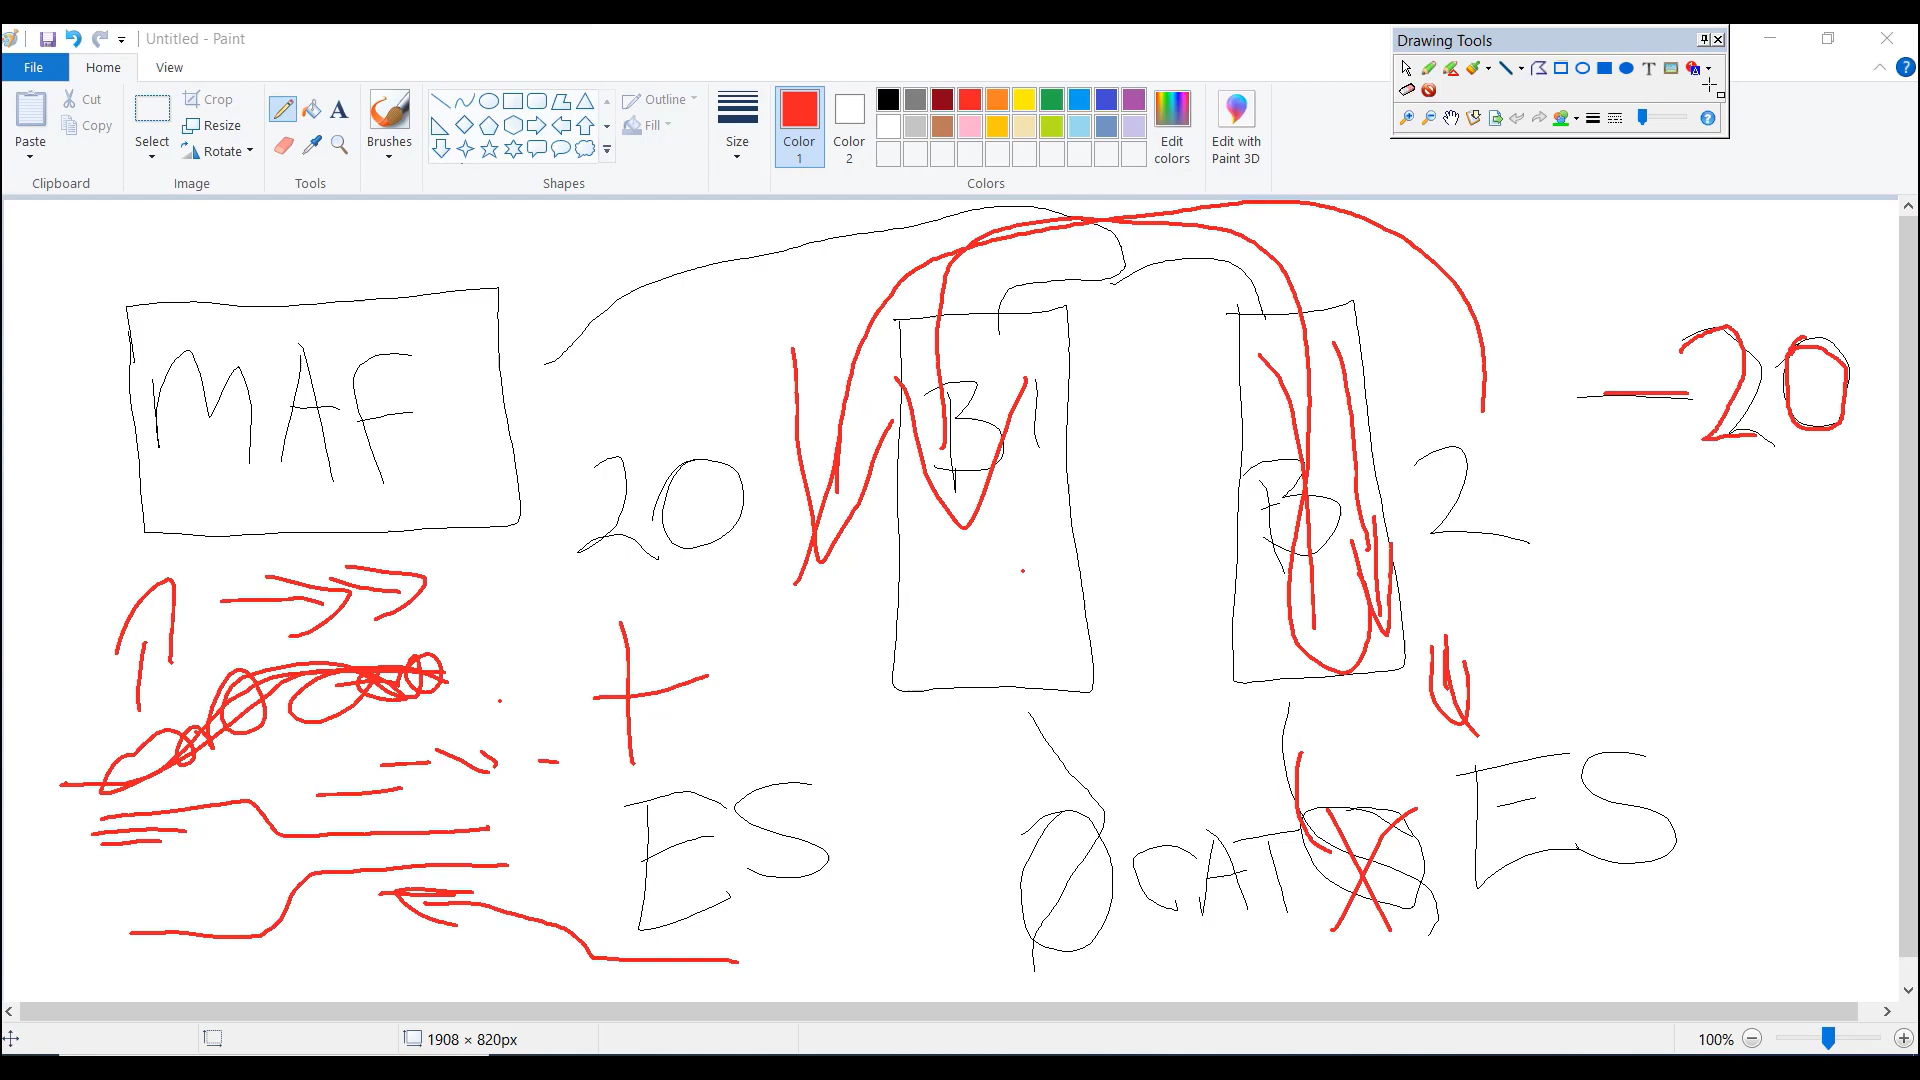 Untitled - Paint
Drawing Tools
File Home View
Paste
Cut
Copy
Clipboard
Select
Crop
Resize
Rotate
Image
Tools
Brushes
Outline
Fill
Shapes
Size
Color 1
Color 2
Edit colors
Colors
Edit with Paint 3D
MAF
20
B1
B2
-20
+
ES
CAT
ES
1908 × 820px
100%